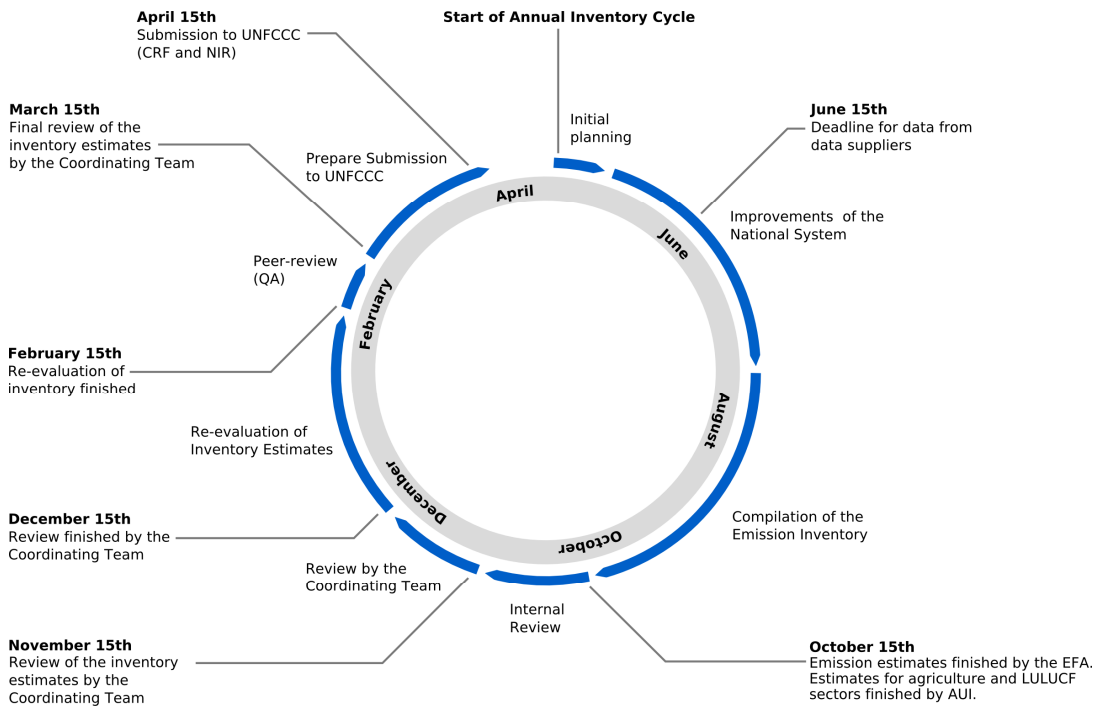 April 15th
Submission to UNFCCC
(CRF and NIR)
Start of Annual Inventory Cycle
March 15th
Final review of the
inventory estimates
by the Coordinating Team
Initial
planning
June 15th
Deadline for data from
data suppliers
Prepare Submission
to UNFCCC
April
June
Improvements of the
National System
Peer-review
(QA)
February
February 15th
Re-evaluation of
inventory finished
August
Re-evaluation of
Inventory Estimates
December
December 15th
Review finished by the
Coordinating Team
October
Compilation of the
Emission Inventory
Review by the
Coordinating Team
Internal
Review
November 15th
Review of the inventory
estimates by the
Coordinating Team
October 15th
Emission estimates finished by the EFA.
Estimates for agriculture and LULUCF
sectors finished by AUI.